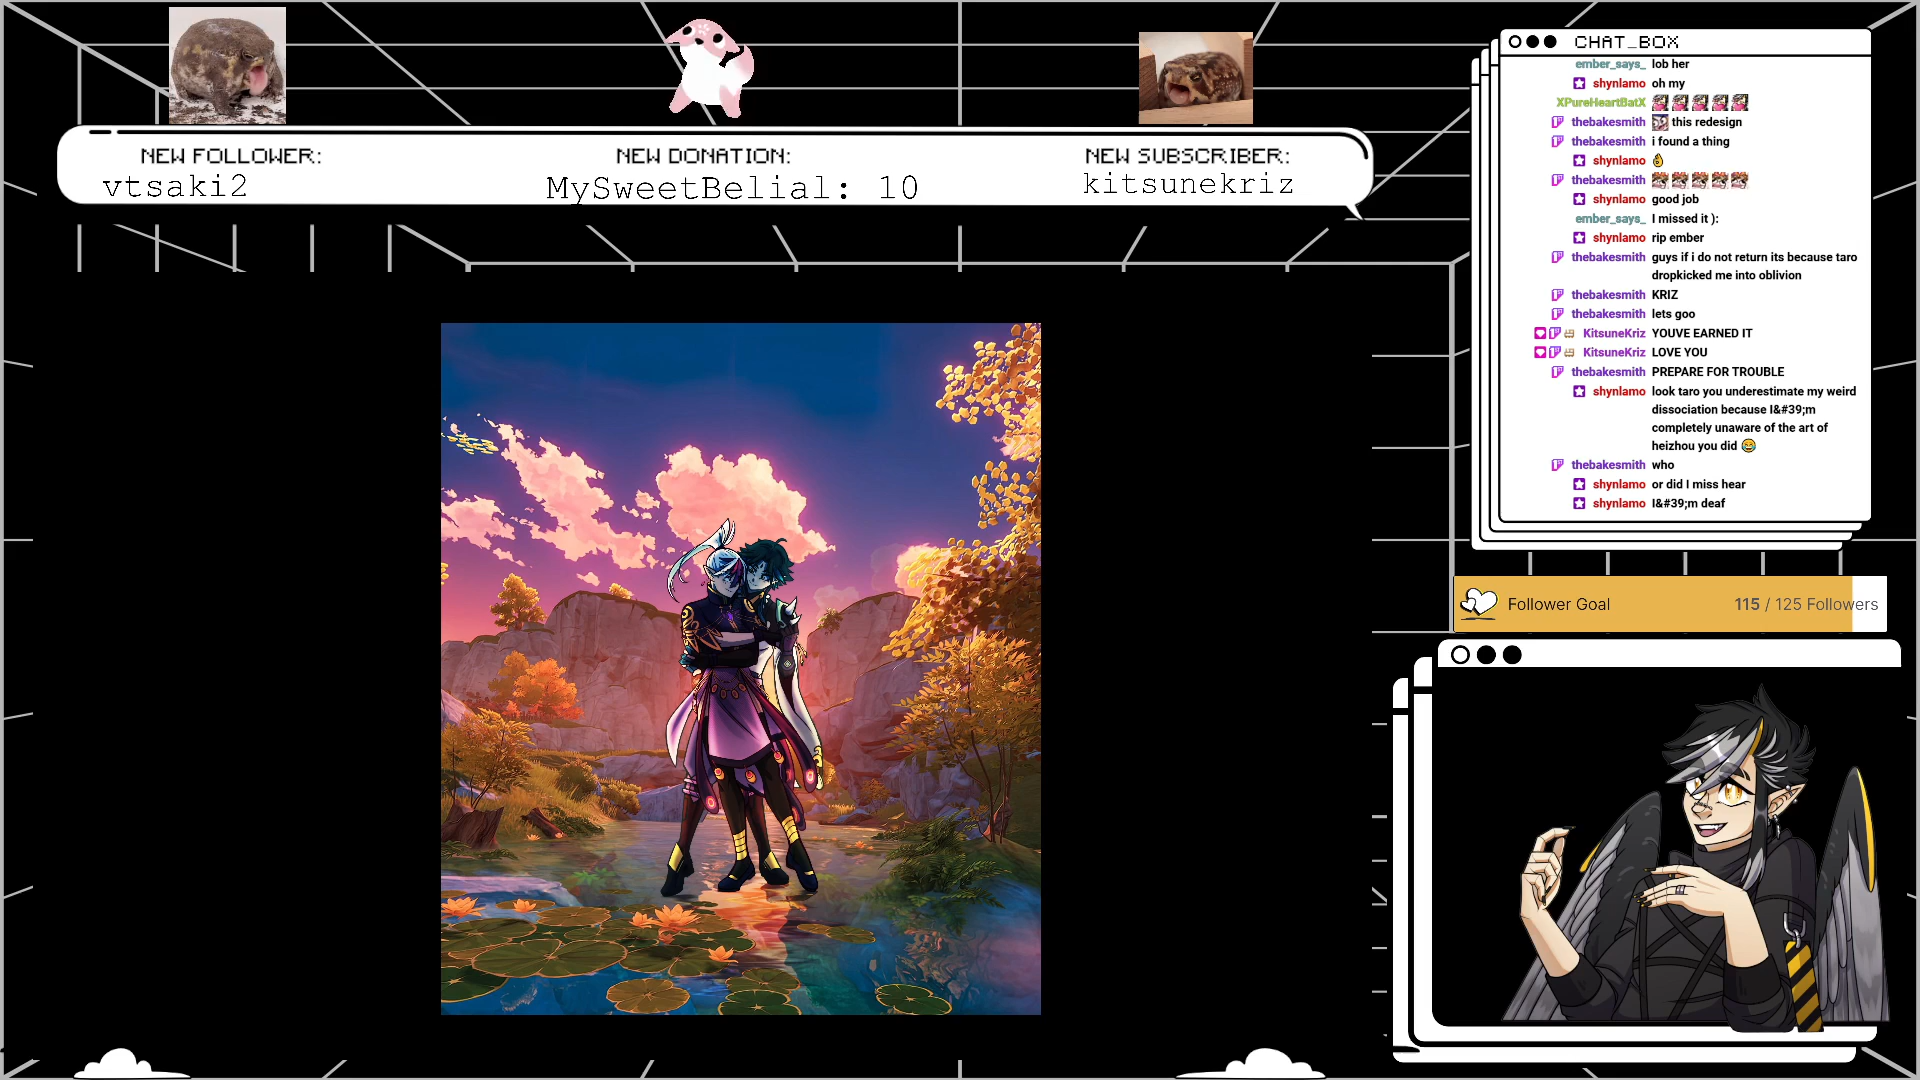 NEW FOLLOWER:
vtsaki2
NEW DONATION:
MySweetBelial: 10
NEW SUBSCRIBER:
kitsunekriz
CHAT_BOX
ember_says_ lob her
shynlamo oh my
XPureHeartBatX
thebakesmith this redesign
thebakesmith i found a thing
shynlamo 👌
thebakesmith
shynlamo good job
ember_says_ I missed it ):
shynlamo rip ember
thebakesmith guys if i do not return its because taro
dropkicked me into oblivion
thebakesmith KRIZ
thebakesmith lets goo
KitsuneKriz YOUVE EARNED IT
KitsuneKriz LOVE YOU
thebakesmith PREPARE FOR TROUBLE
shynlamo look taro you underestimate my weird
dissociation because I&#39;m
completely unaware of the art of
heizhou you did 😂
thebakesmith who
shynlamo or did I miss hear
shynlamo I&#39;m deaf
Follower Goal 115 / 125 Followers